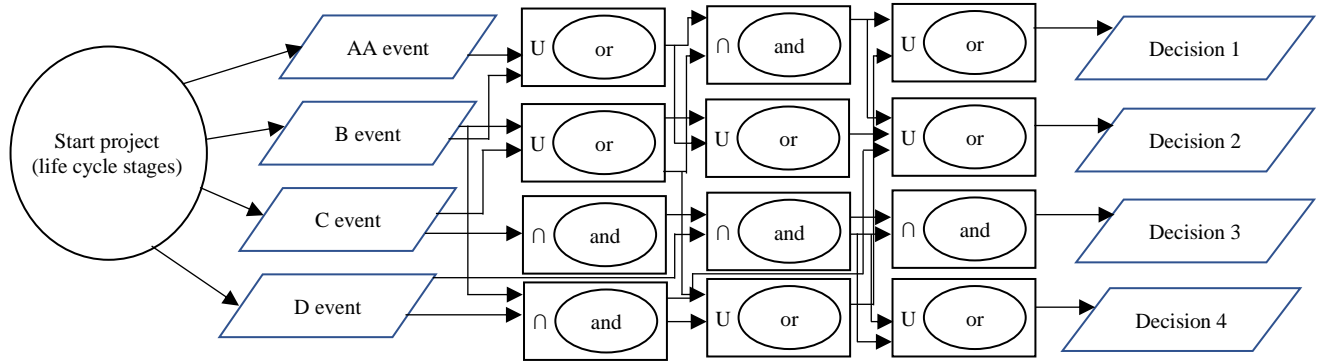 AA event
B event
Start project
(life cycle stages)
C event
D event
U or
U or
∩ and
∩ and
∩ and
U or
∩ and
U or
U or
U or
∩ and
U or
Decision 1
Decision 2
Decision 3
Decision 4